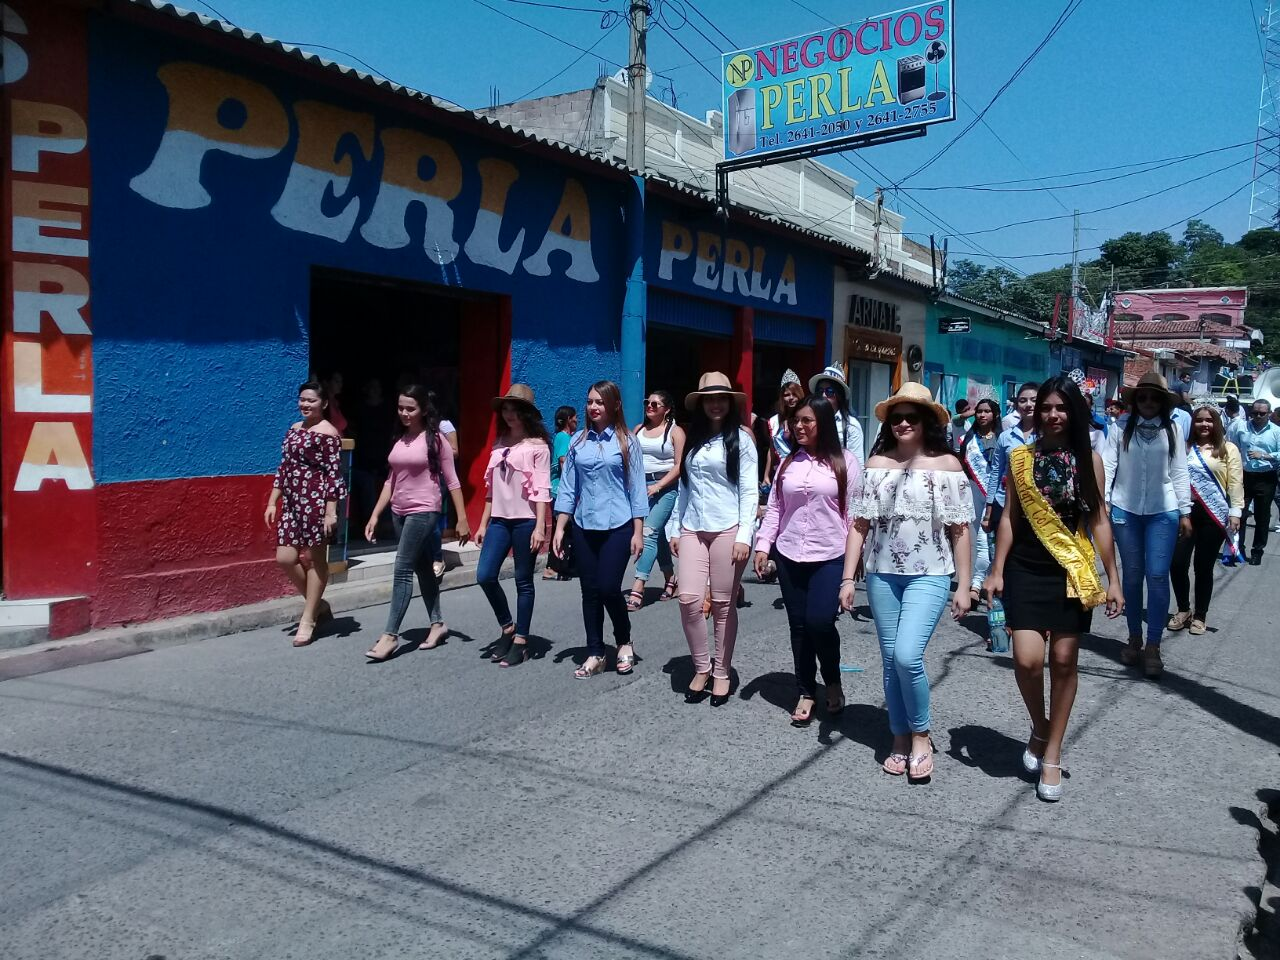 S PERLA
PERLA
PERLA
NP NEGOCIOS
PERLA
Tel. 2641-2050 y 2641-2755
ARMATE